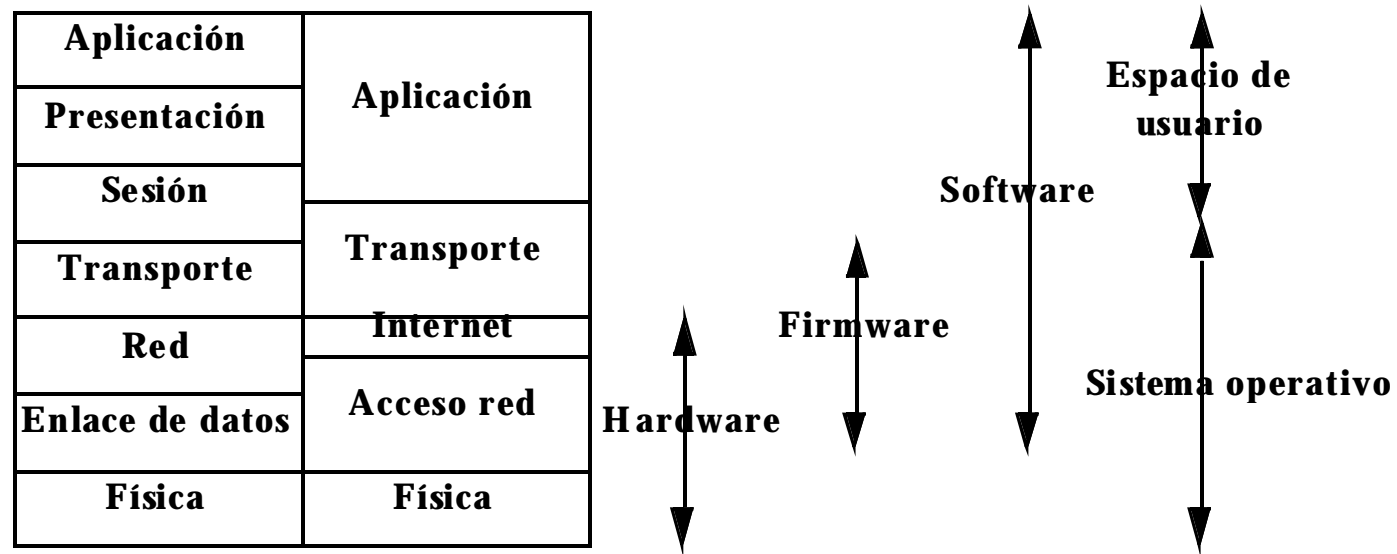 Aplicación
Presentación
Sesión
Transporte
Red
Enlace de datos
Física
Aplicación
Transporte
Internet
Acceso red
Física
Hardware
Firmware
Software
Espacio de
usuario
Sistema operativo